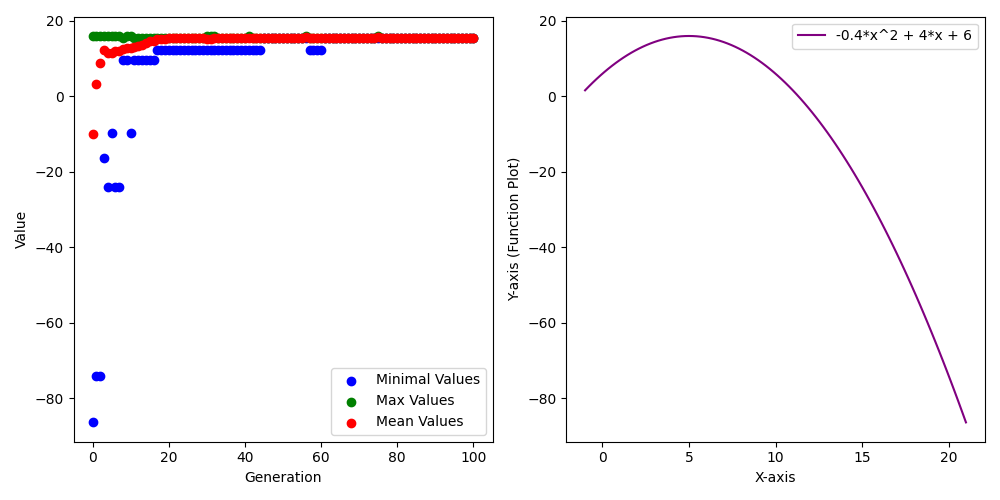 20
0
−20
−40
−60
−80
Value
0
20
40
60
80
100
Generation
Minimal Values
Max Values
Mean Values
20
0
−20
−40
−60
−80
Y-axis (Function Plot)
0
5
10
15
20
X-axis
-0.4*x^2 + 4*x + 6